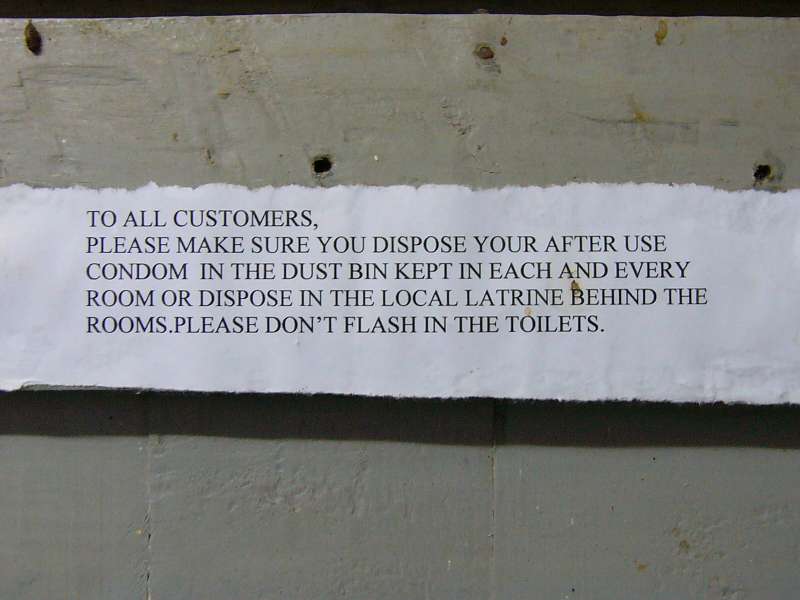 TO ALL CUSTOMERS,
PLEASE MAKE SURE YOU DISPOSE YOUR AFTER USE
CONDOM IN THE DUST BIN KEPT IN EACH AND EVERY
ROOM OR DISPOSE IN THE LOCAL LATRINE BEHIND THE
ROOMS.PLEASE DON'T FLASH IN THE TOILETS.